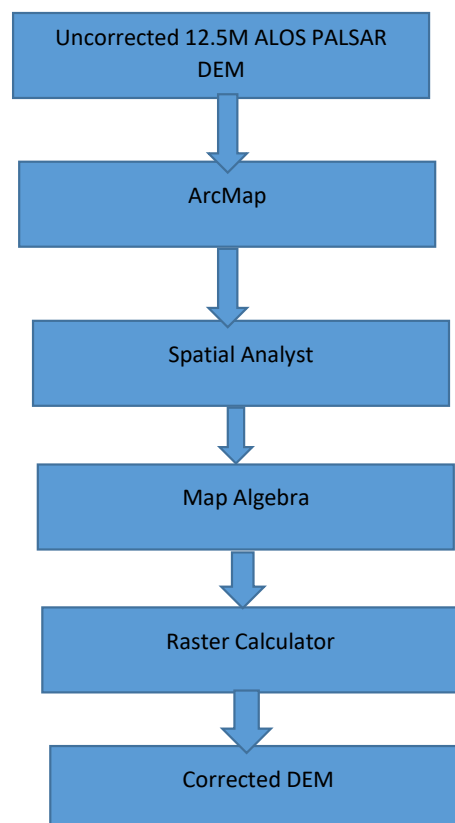 Uncorrected 12.5M ALOS PALSAR
DEM
ArcMap
Spatial Analyst
Map Algebra
Raster Calculator
Corrected DEM